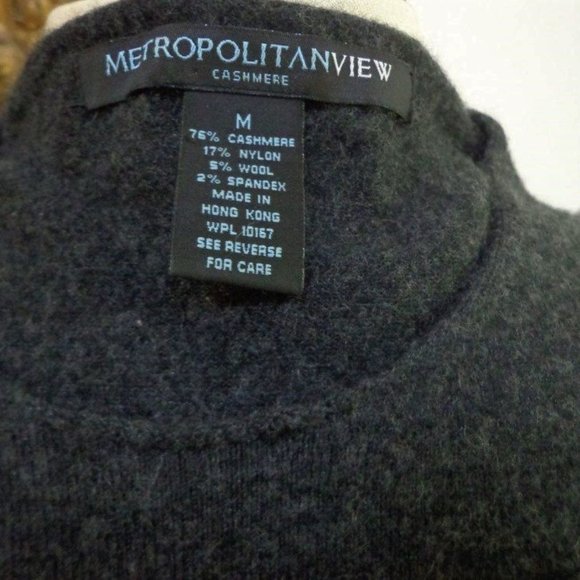 METROPOLITANVIEW
CASHMERE
M
76% CASHMERE
17% NYLON
5% WOOL
2% SPANDEX
MADE IN
HONG KONG
WPL 10167
SEE REVERSE
FOR CARE